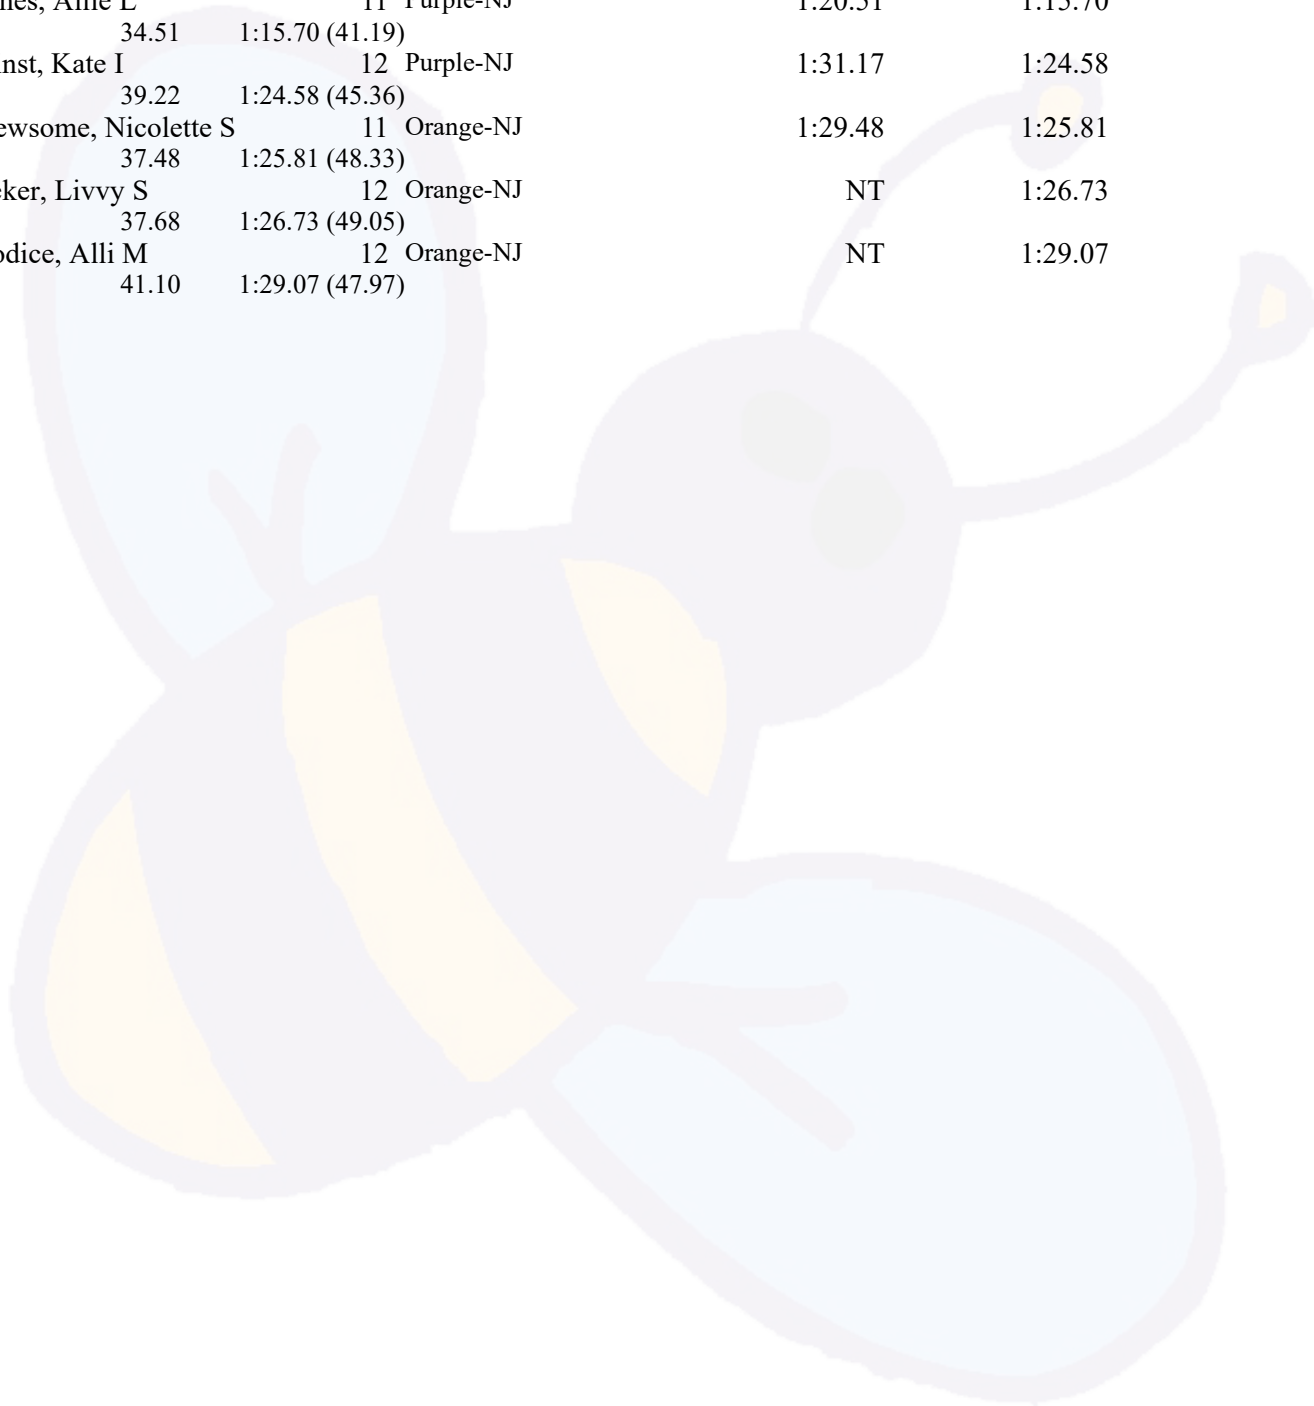 11 Purple-NJ 1:20.51 1:15.70
34.51 1:15.70 (41.19)
nst, Kate I 12 Purple-NJ 1:31.17 1:24.58
39.22 1:24.58 (45.36)
ewsome, Nicolette S 11 Orange-NJ 1:29.48 1:25.81
37.48 1:25.81 (48.33)
eker, Livvy S 12 Orange-NJ NT 1:26.73
37.68 1:26.73 (49.05)
odice, Alli M 12 Orange-NJ NT 1:29.07
41.10 1:29.07 (47.97)